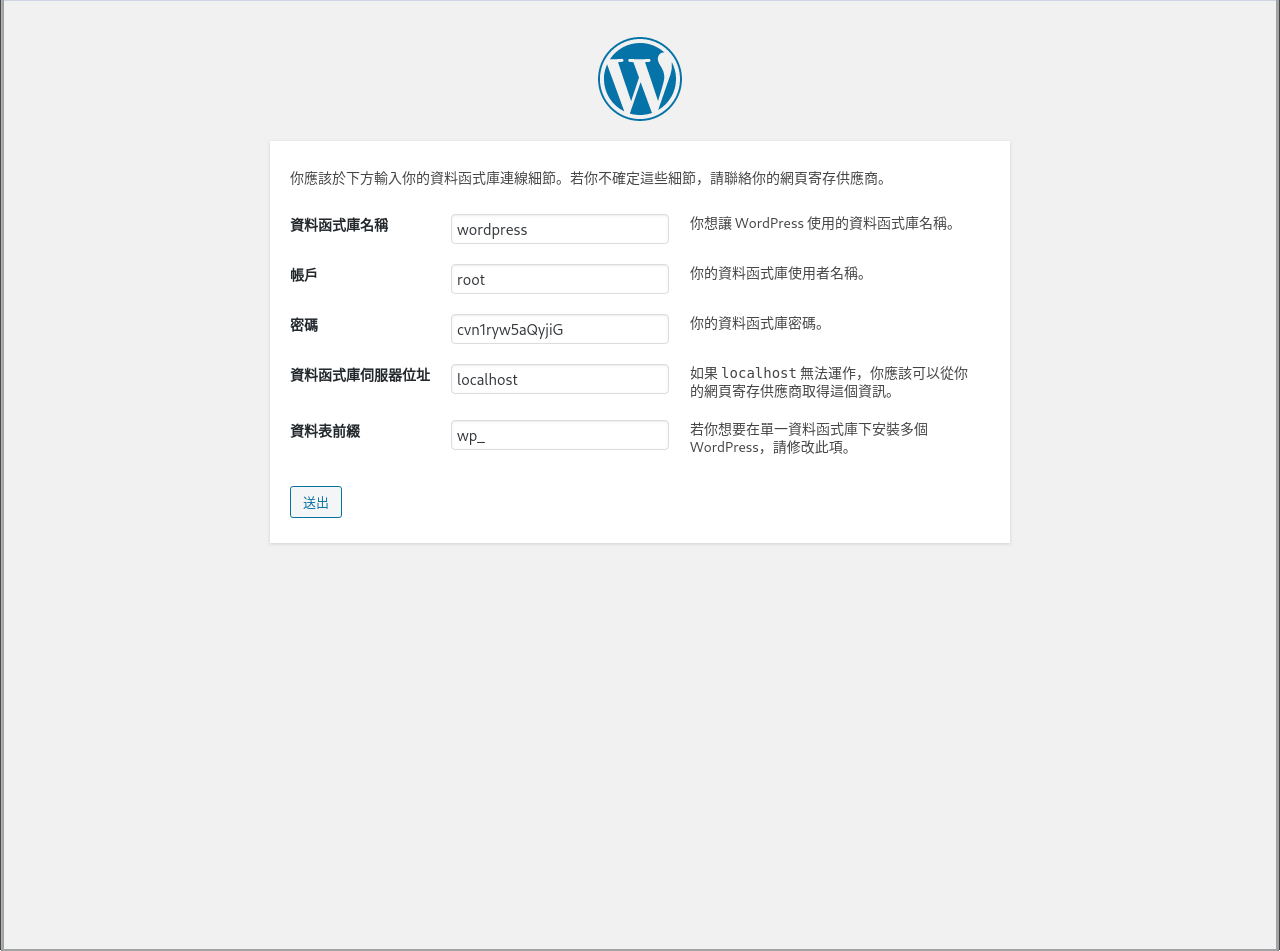 你應該於下方輸入你的資料函式庫連線細節。若你不確定這些細節，請聯絡你的網頁寄存供應商。
資料函式庫名稱 wordpress 你想讓 WordPress 使用的資料函式庫名稱。
帳戶 root 你的資料函式庫使用者名稱。
密碼 cvn1ryw5aQyjiG 你的資料函式庫密碼。
資料函式庫伺服器位址 localhost 如果 localhost 無法運作，你應該可以從你
的網頁寄存供應商取得這個資訊。
資料表前綴 wp_ 若你想要在單一資料函式庫下安裝多個
WordPress，請修改此項。
送出